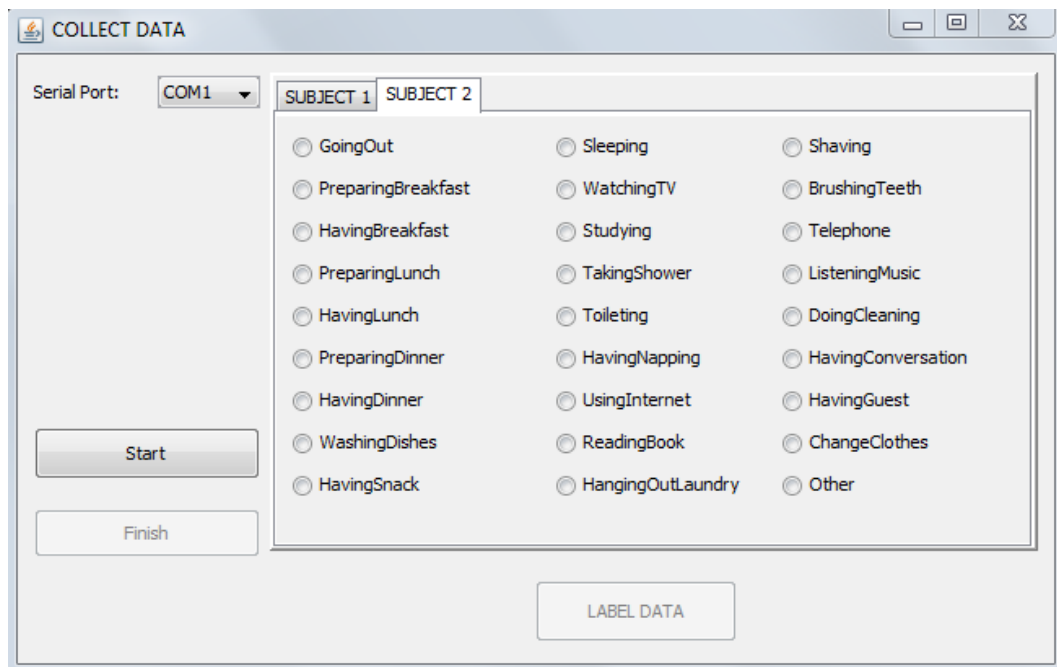 COLLECT DATA
Serial Port: COM1
SUBJECT 1 SUBJECT 2
GoingOut Sleeping Shaving
PreparingBreakfast WatchingTV BrushingTeeth
HavingBreakfast Studying Telephone
PreparingLunch TakingShower ListeningMusic
HavingLunch Toileting DoingCleaning
PreparingDinner HavingNapping HavingConversation
HavingDinner UsingInternet HavingGuest
WashingDishes ReadingBook ChangeClothes
HavingSnack HangingOutLaundry Other
Start
Finish
LABEL DATA